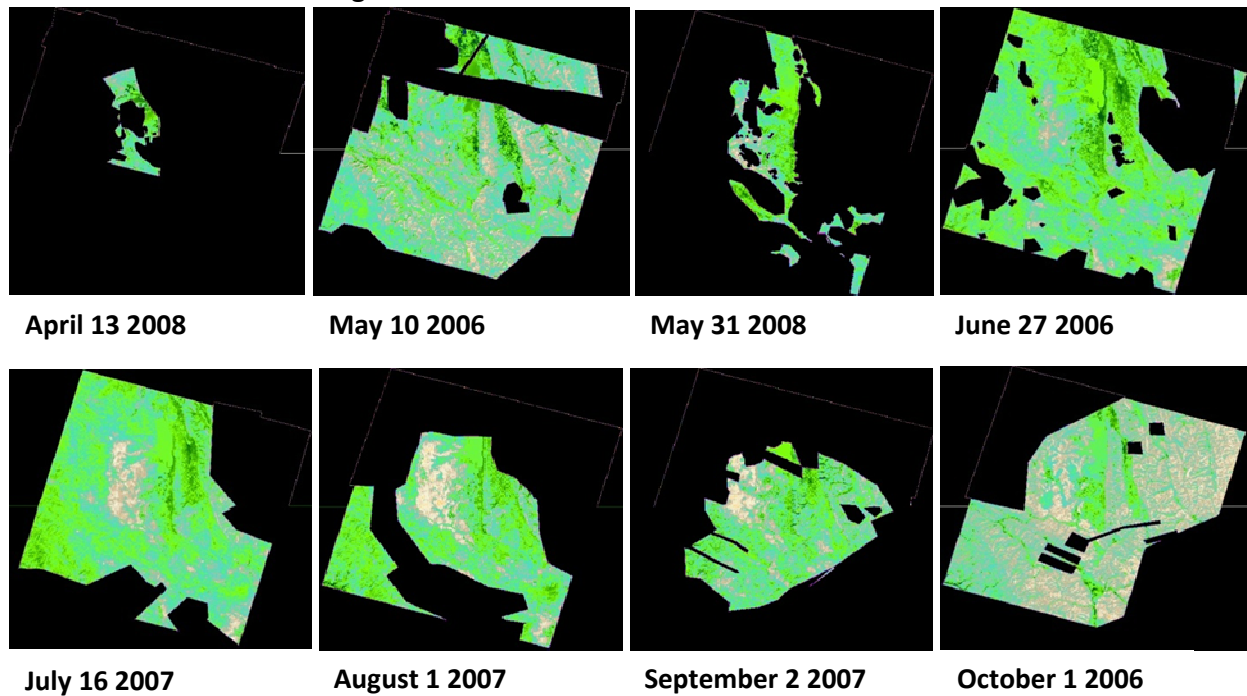 April 13 2008
May 10 2006
May 31 2008
June 27 2006
July 16 2007
August 1 2007
September 2 2007
October 1 2006